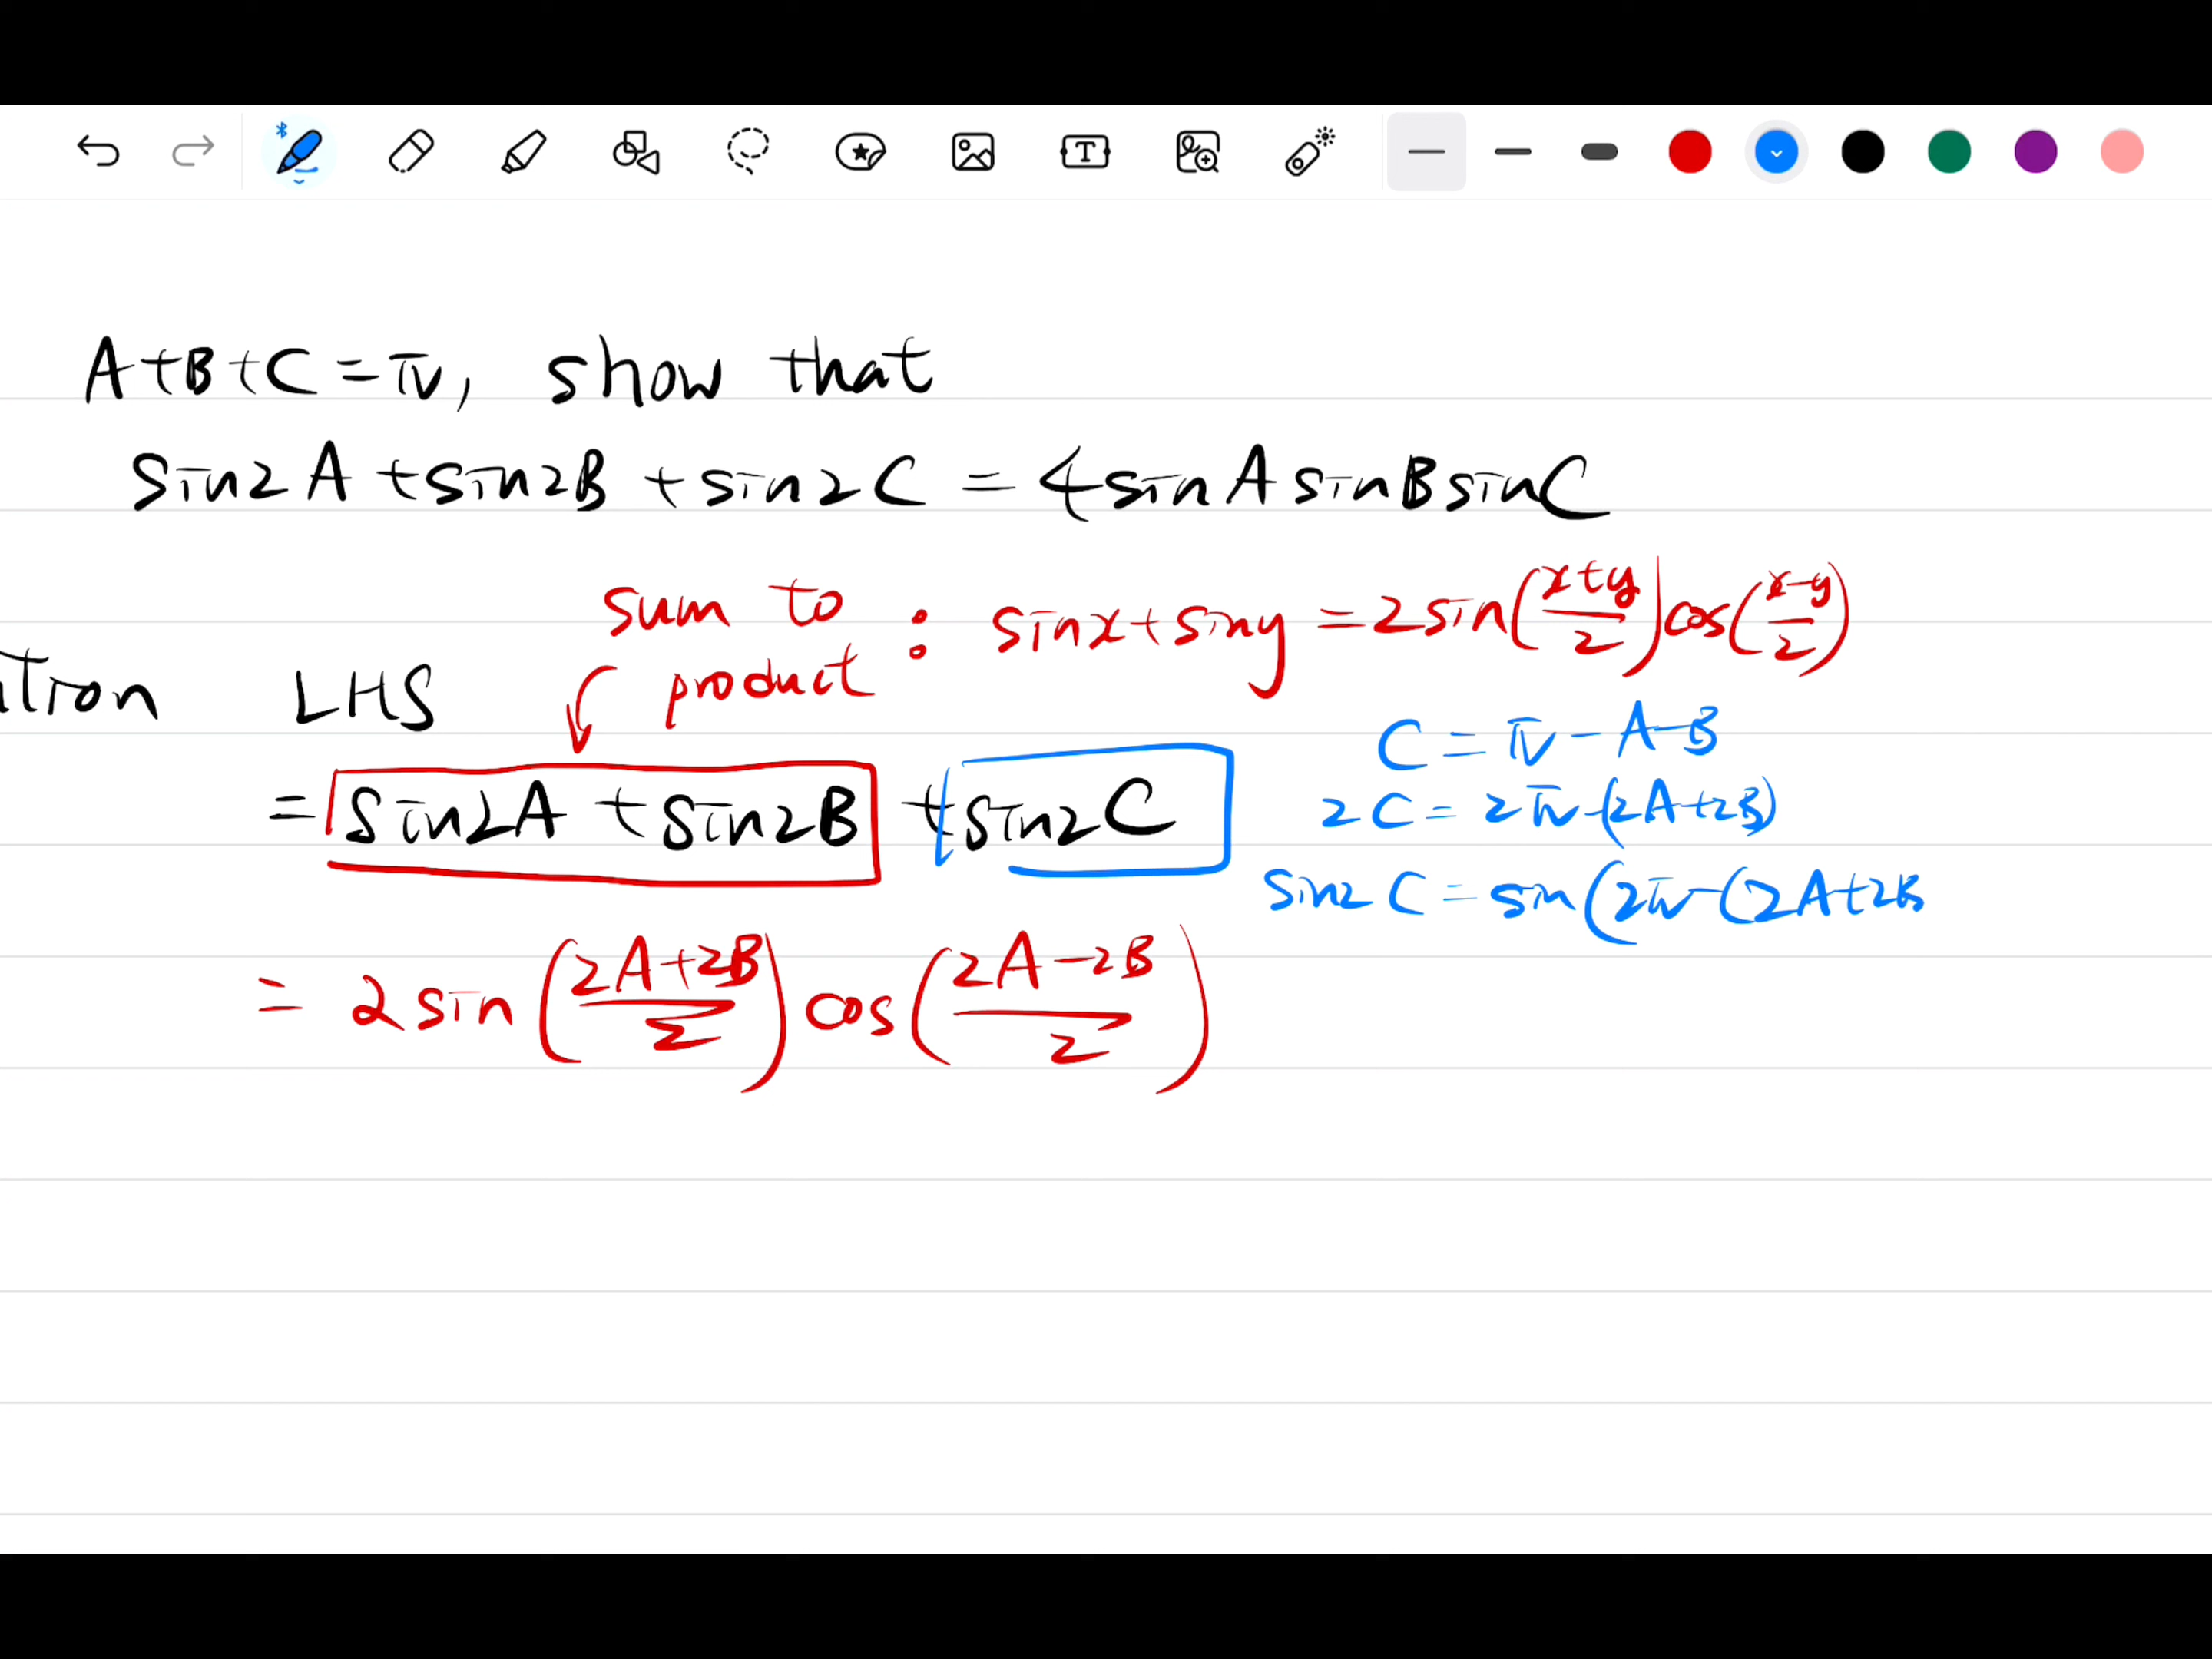 A+B+C=π, show that
sin2A+sin2B+sin2C=4sinAsinBsinC
sum to product: sinx+siny=2sin((x+y)/2)cos((x-y)/2)
LHS
C=π-A-B
=sin2A+sin2B+sin2C
2C=2π-(2A+2B)
sin2C=sin(2π-(2A+2B
=2sin((2A+2B)/2)cos((2A-2B)/2)